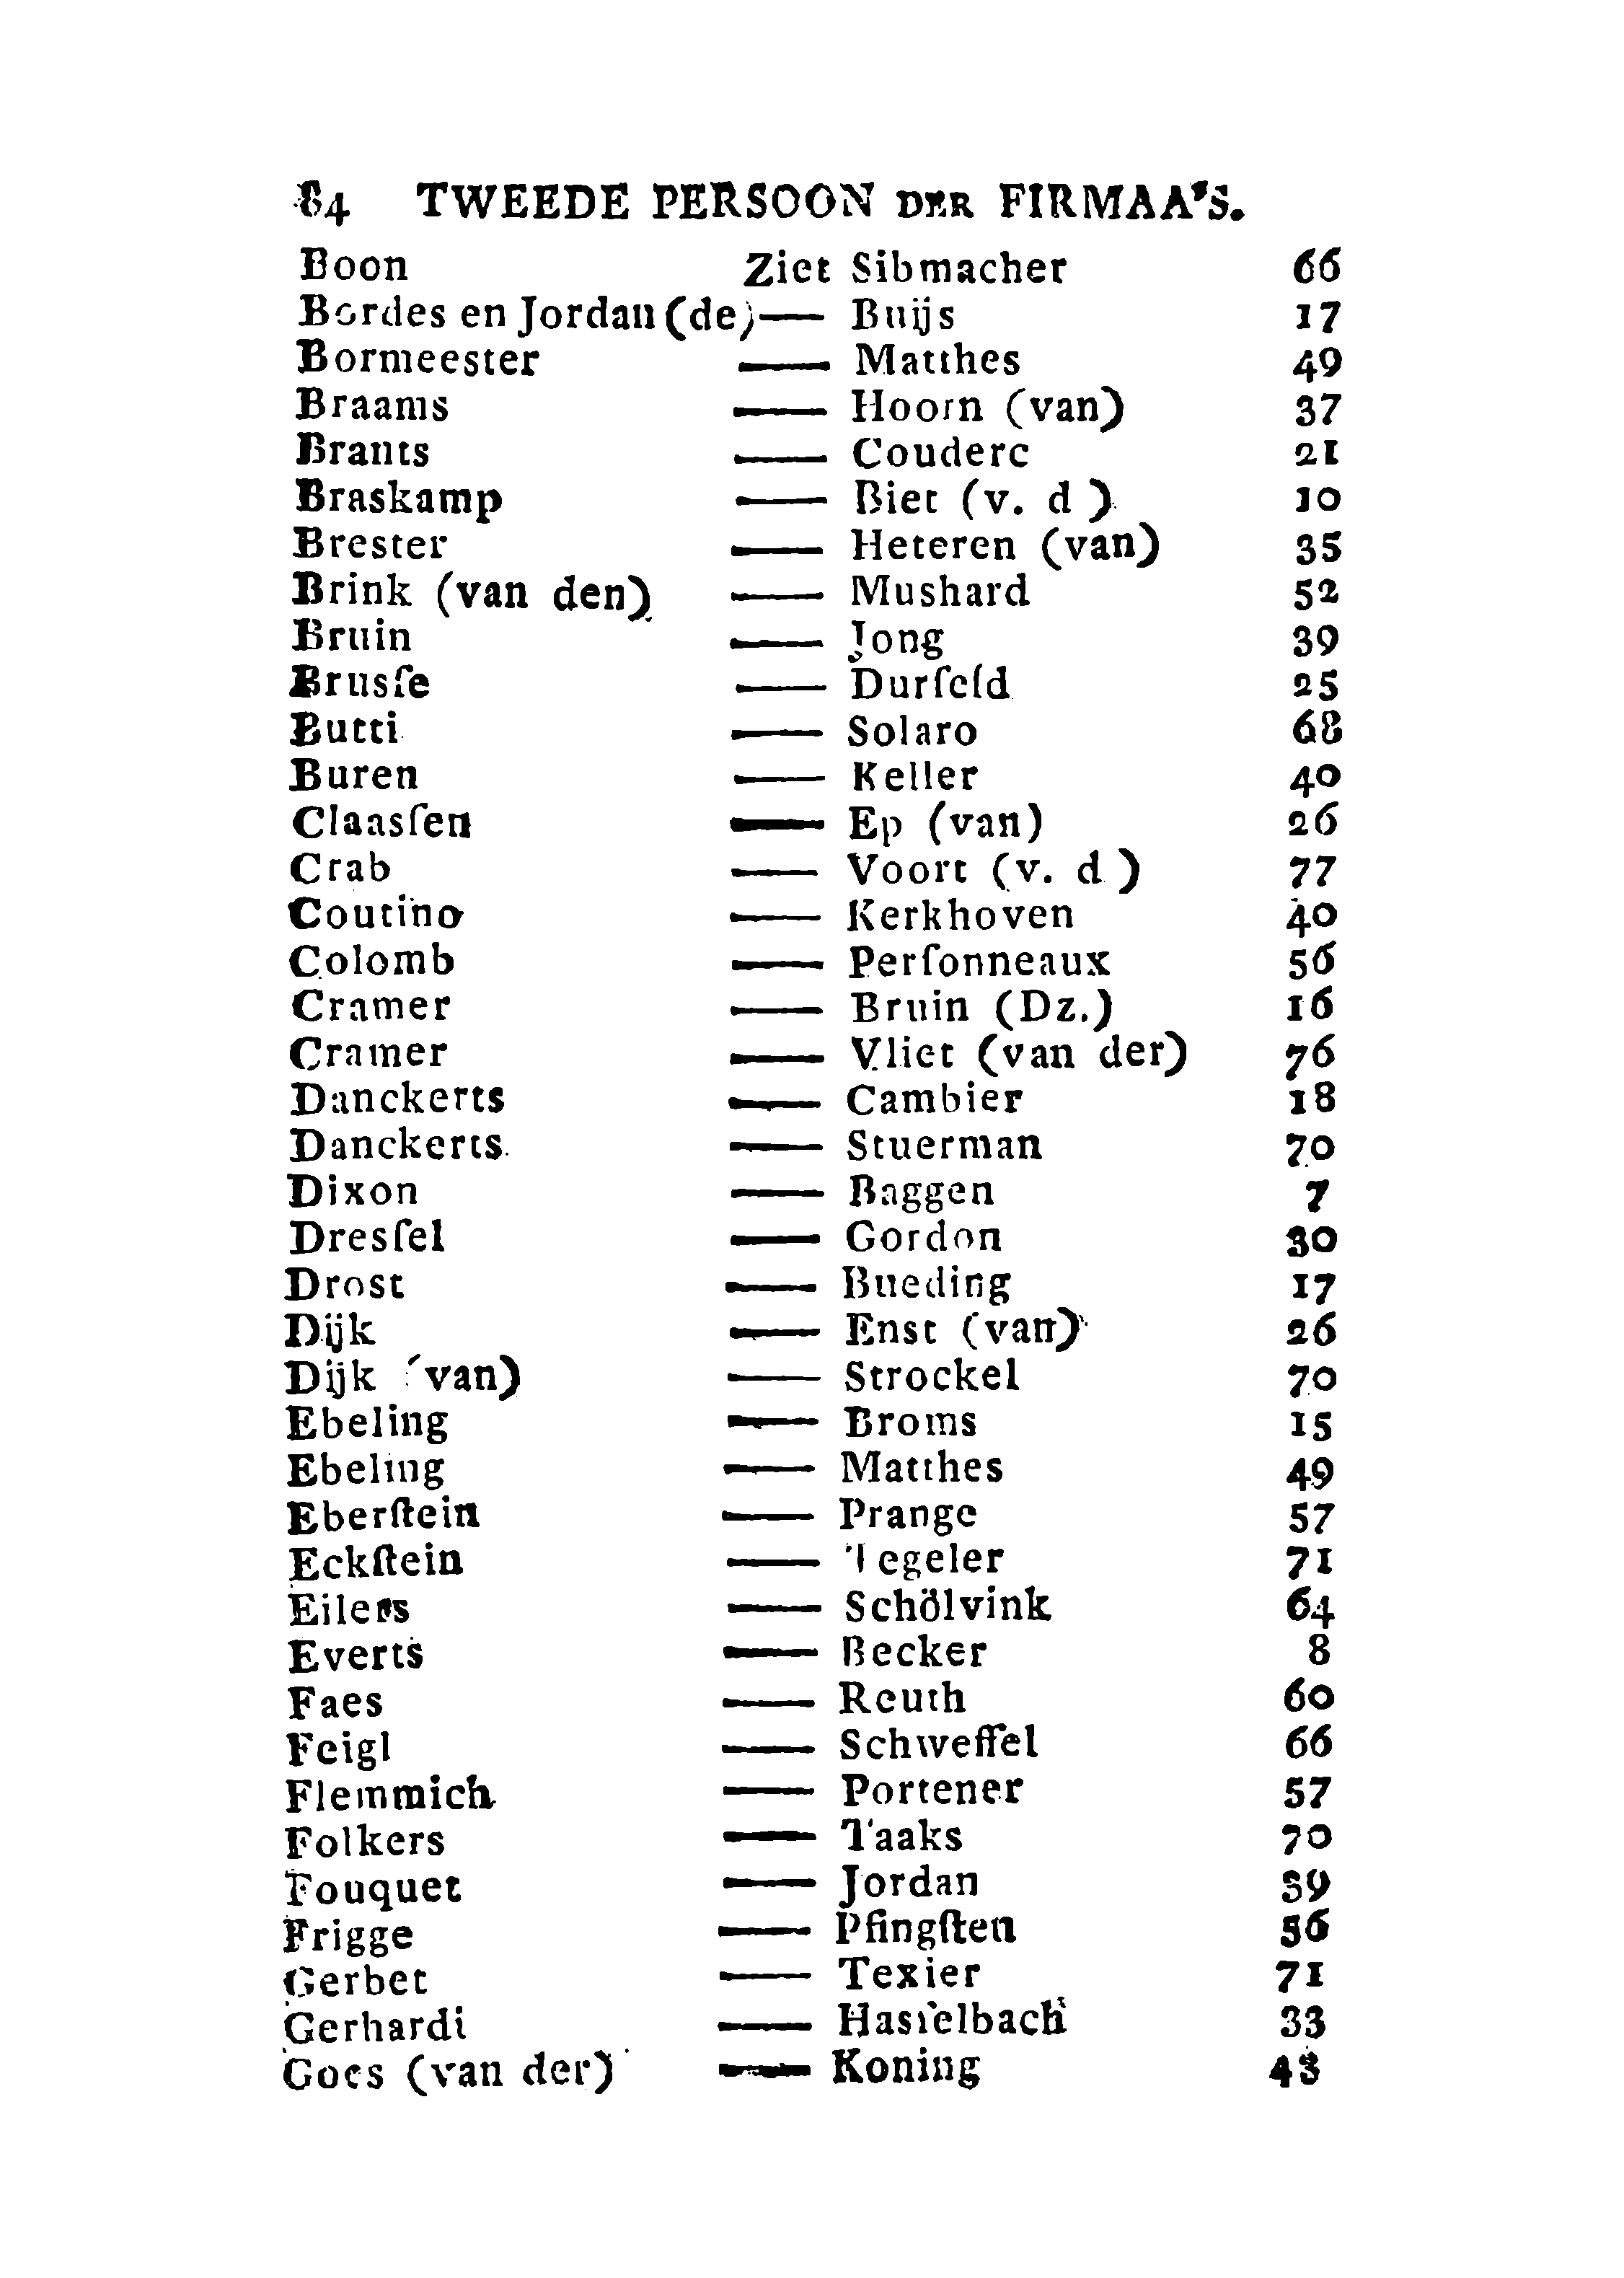 84 TWEEDE PERSOON DER FIRMAA'S.
Boon Ziet Sibmacher 66
Bordes en Jordan (de) — Buijs 17
Bormeester — Matthes 49
Braams — Hoorn (van) 37
Brants — Couderc 21
Braskamp — Biet (v. d ) 10
Brester — Heteren (van) 35
Brink (van den) — Mushard 52
Bruin — Jong 39
Brusſe — Durſeld 25
Butti — Solaro 68
Buren — Keller 40
Claasſen — Ep (van) 26
Crab — Voort (v. d ) 77
Coutino — Kerkhoven 40
Colomb — Perſonneaux 56
Cramer — Bruin (Dz.) 16
Cramer — Vliet (van der) 76
Danckerts — Cambier 18
Danckerts — Stuerman 70
Dixon — Baggen 7
Dresſel — Gordon 30
Drost — Bueding 17
Dijk — Enst (van) 26
Dijk (van) — Strockel 70
Ebeling — Broms 15
Ebeling — Matthes 49
Eberſtein — Prange 57
Eckſtein — Tegeler 71
Eilers — Schölvink 64
Everts — Becker 8
Faes — Reuth 60
Feigl — Schweffel 66
Flemmich — Portener 57
Folkers — Taaks 70
Fouquet — Jordan 39
Frigge — Pfingſten 56
Gerbet — Texier 71
Gerhardi — Hasſelbach 33
Goes (van der) — Koning 43